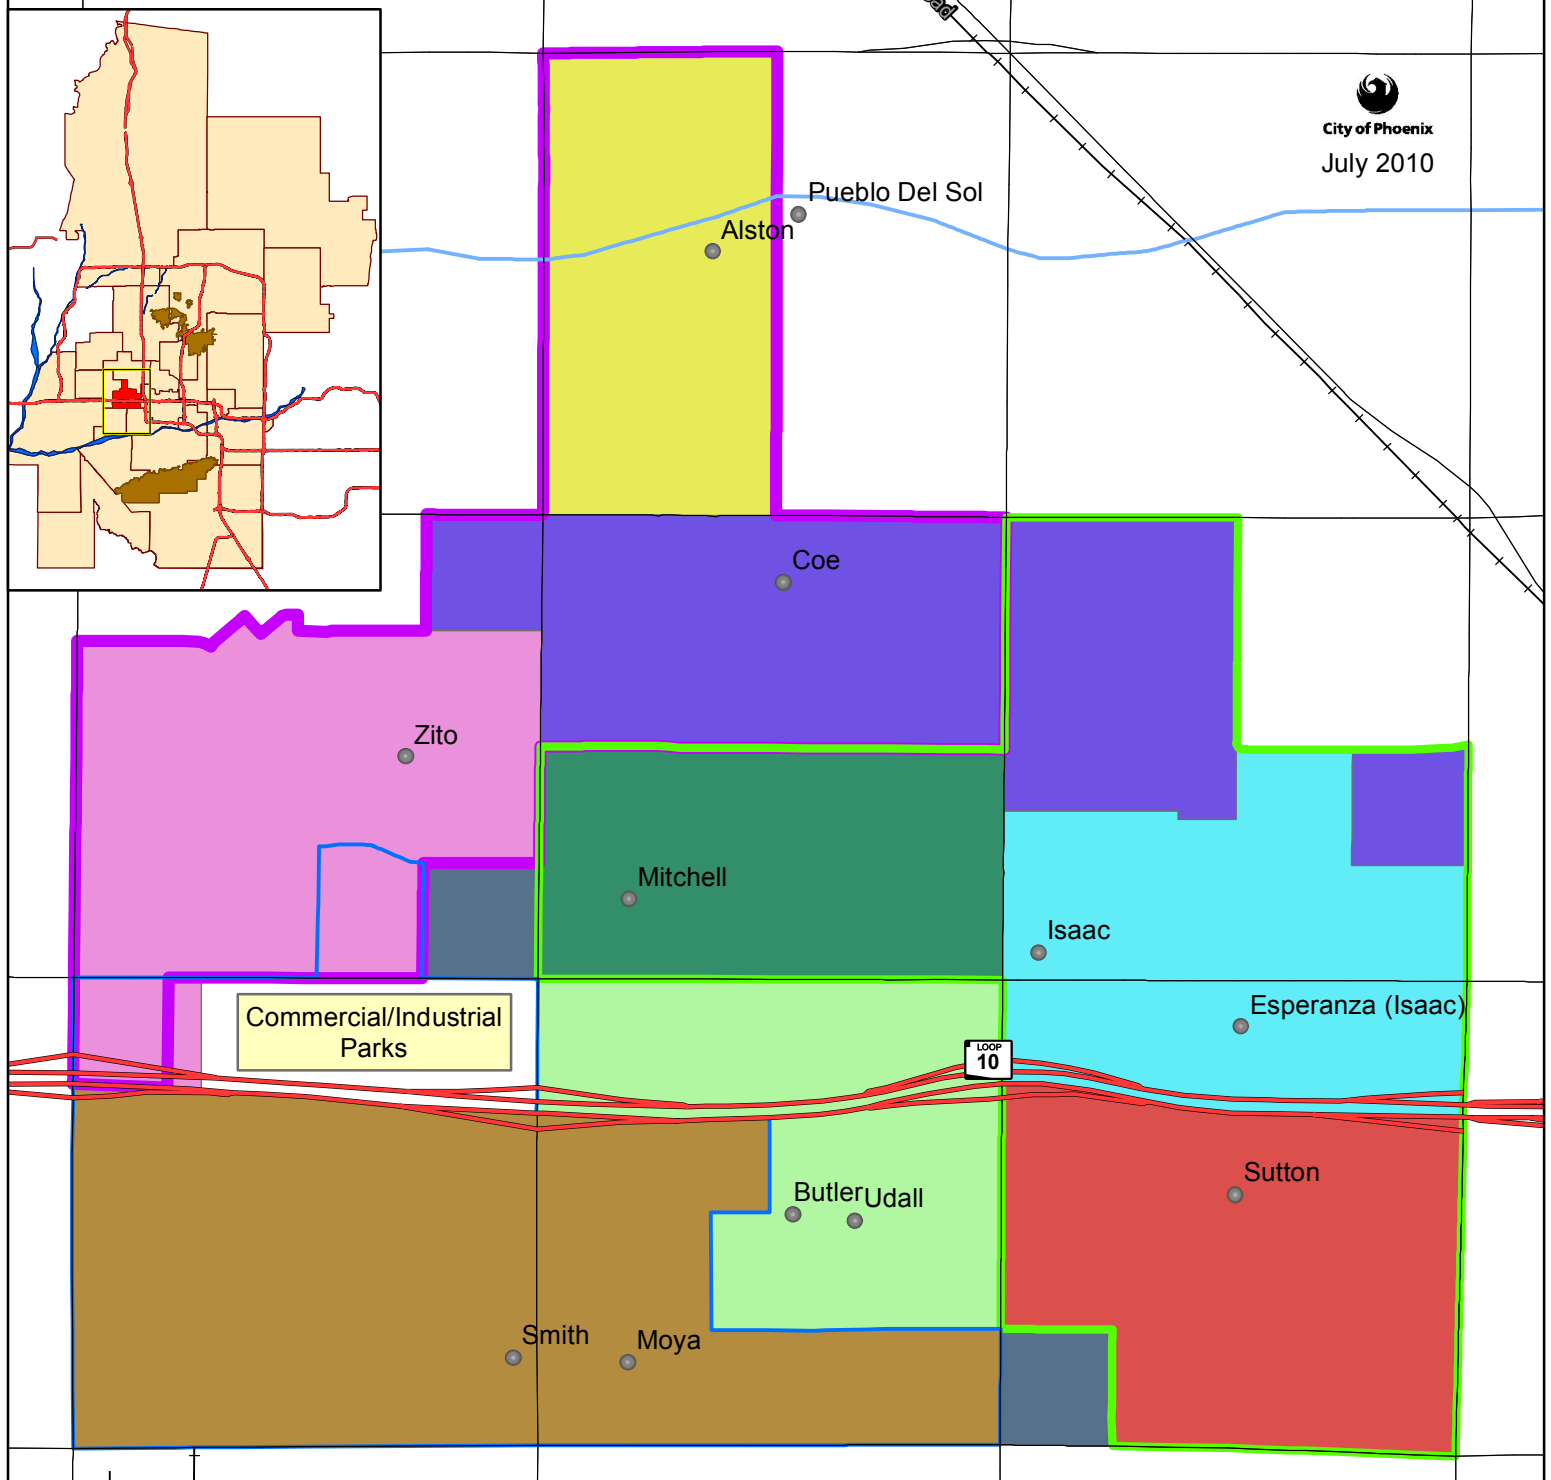 ad
City of Phoenix
July 2010
Pueblo Del Sol
Alston
Coe
Zito
Mitchell
Isaac
Commercial/Industrial
Parks
Esperanza (Isaac)
LOOP
10
Sutton
Butler
Udall
Smith
Moya